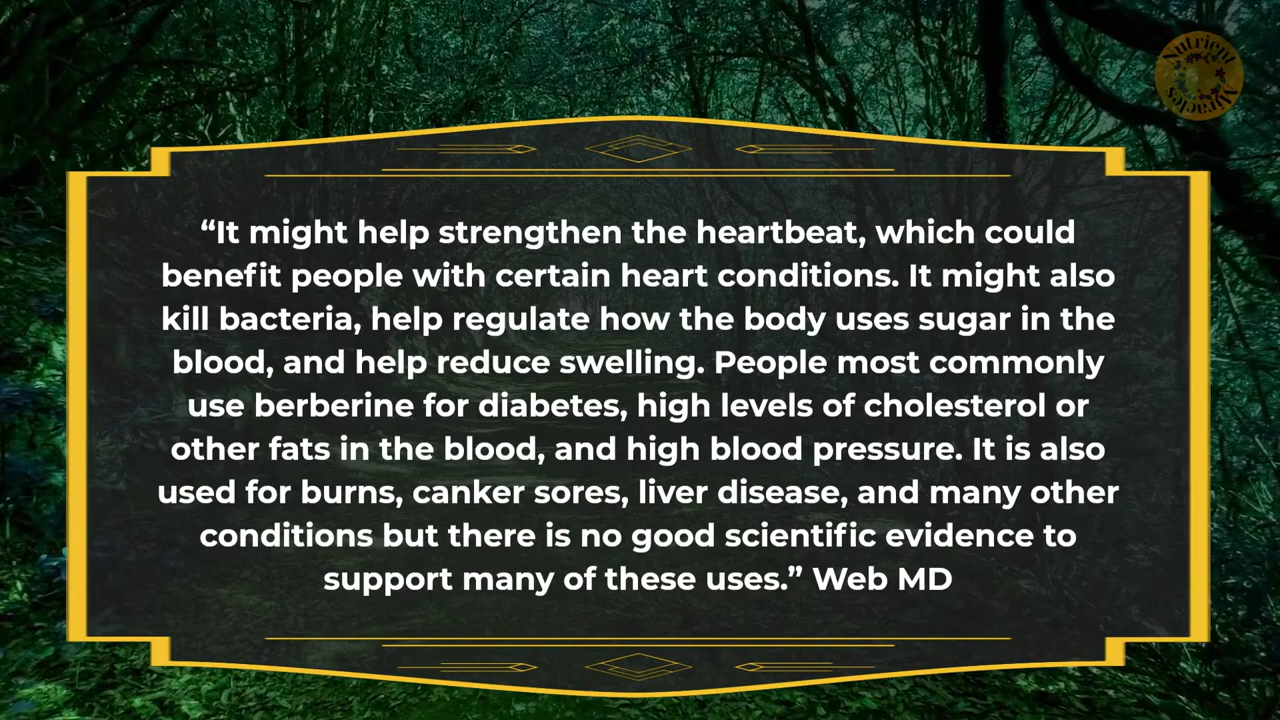 Nutrient
Miracles
“It might help strengthen the heartbeat, which could
benefit people with certain heart conditions. It might also
kill bacteria, help regulate how the body uses sugar in the
blood, and help reduce swelling. People most commonly
use berberine for diabetes, high levels of cholesterol or
other fats in the blood, and high blood pressure. It is also
used for burns, canker sores, liver disease, and many other
conditions but there is no good scientific evidence to
support many of these uses.” Web MD